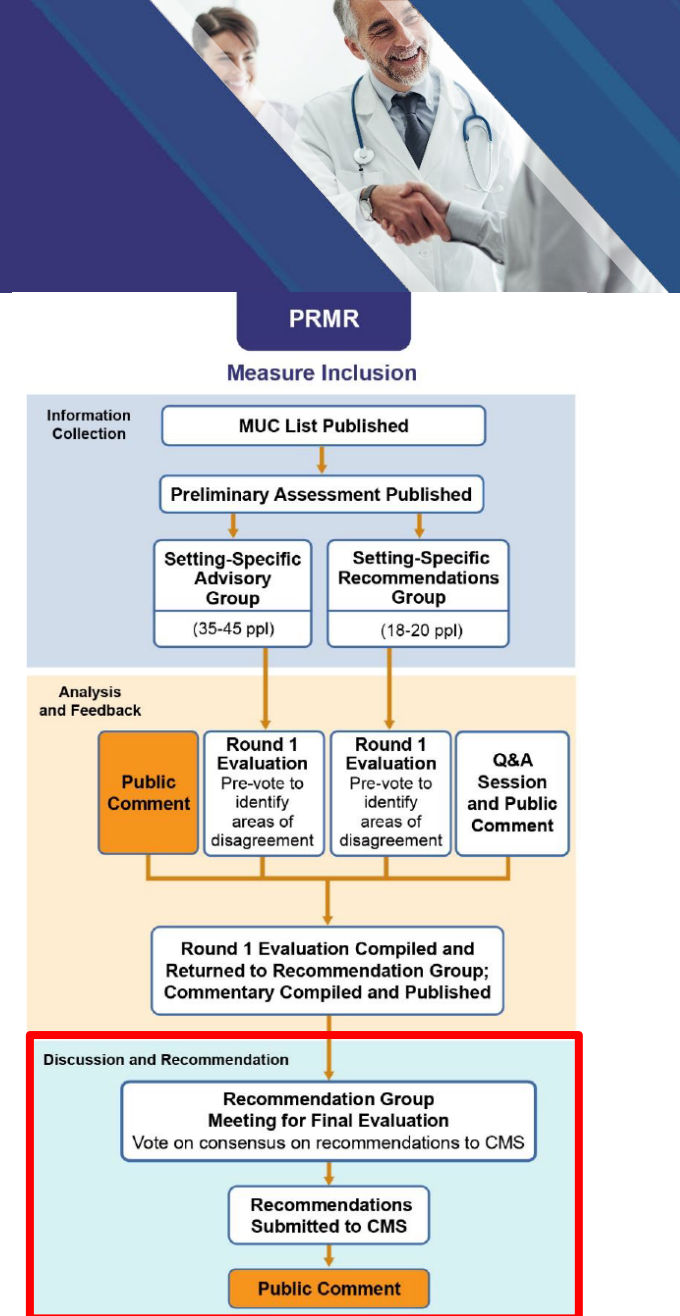 PRMR
Measure Inclusion
Information
Collection
MUC List Published
Preliminary Assessment Published
Setting-Specific
Advisory
Group
(35-45 ppl)
Setting-Specific
Recommendations
Group
(18-20 ppl)
Analysis
and Feedback
Public
Comment
Round 1
Evaluation
Pre-vote to
identify
areas of
disagreement
Round 1
Evaluation
Pre-vote to
identify
areas of
disagreement
Q&A
Session
and Public
Comment
Round 1 Evaluation Compiled and
Returned to Recommendation Group;
Commentary Compiled and Published
Discussion and Recommendation
Recommendation Group
Meeting for Final Evaluation
Vote on consensus on recommendations to CMS
Recommendations
Submitted to CMS
Public Comment